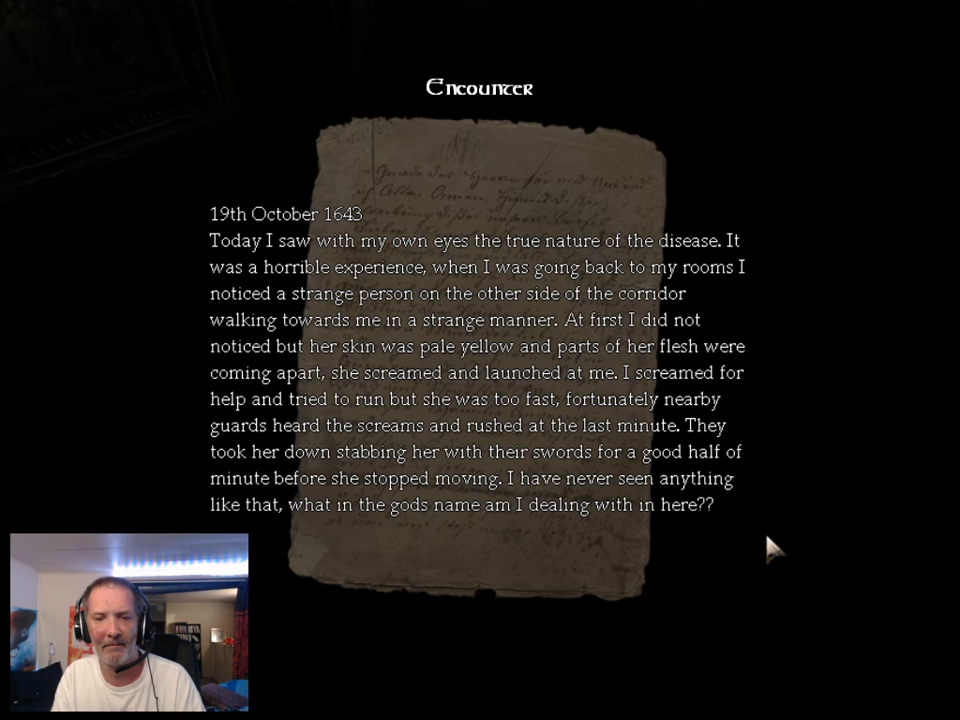 Encounter
19th October 1643
Today I saw with my own eyes the true nature of the disease. It
was a horrible experience, when I was going back to my rooms I
noticed a strange person on the other side of the corridor
walking towards me in a strange manner. At first I did not
noticed but her skin was pale yellow and parts of her flesh were
coming apart, she screamed and launched at me. I screamed for
help and tried to run but she was too fast, fortunately nearby
guards heard the screams and rushed at the last minute. They
took her down stabbing her with their swords for a good half of
minute before she stopped moving. I have never seen anything
like that, what in the gods name am I dealing with in here??